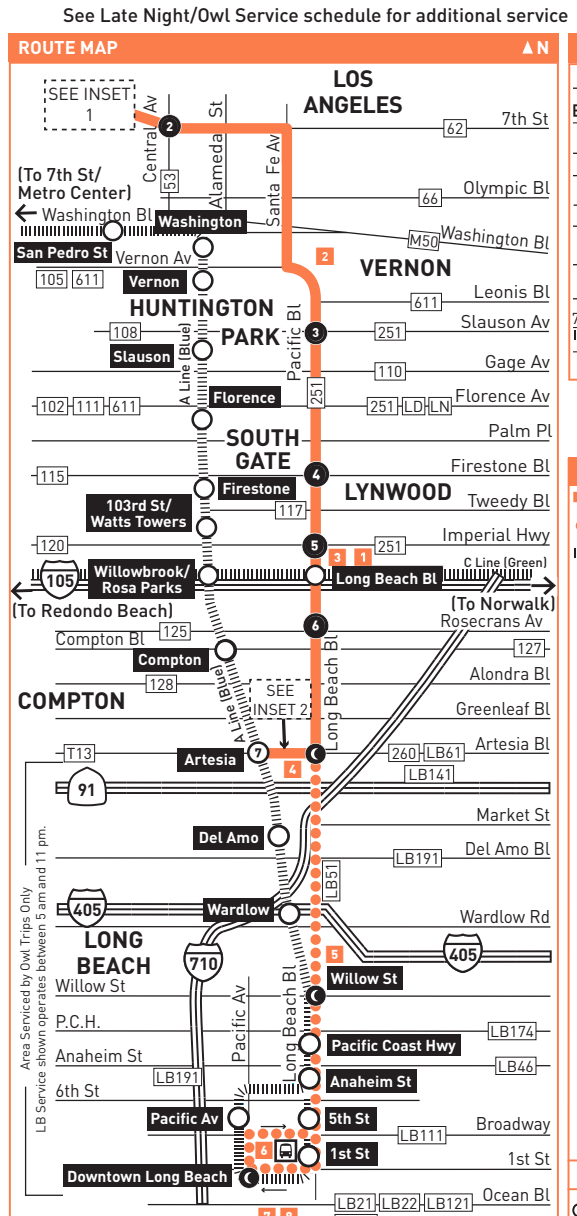 See Late Night/Owl Service schedule for additional service
ROUTE MAP
N
SEE INSET
1
Central Av
Alameda St
LOS
ANGELES
2
62
7th St
53
Santa Fe Av
(To 7th St/
Metro Center)
66
Olympic Bl
Washington Bl
Washington
San Pedro St
M50
Washington Bl
Vernon Av
2
VERNON
105
611
Vernon
Leonis Bl
611
HUNTINGTON
PARK
Pacific Bl
108
3
251
Slauson Av
Slauson
A Line (Blue)
110
Gage Av
Florence
251
102
111
611
251
LD
LN
Florence Av
Palm Pl
SOUTH
GATE
115
4
Firestone Bl
Firestone
LYNWOOD
103rd St/
Watts Towers
117
Tweedy Bl
120
5
251
Imperial Hwy
3
1
C Line (Green)
105
Willowbrook/
Rosa Parks
Long Beach Bl
(To Redondo Beach)
(To Norwalk)
6
Rosecrans Av
125
Compton Bl
127
Compton
Long Beach Bl
128
Alondra Bl
COMPTON
A Line (Blue)
SEE
INSET 2
Greenleaf Bl
T13
Artesia
7
4
260
LB61
Artesia Bl
LB141
91
Area Serviced by Owl Trips Only
LB Service shown operates between 5 am and 11 pm.
Market St
Del Amo
LB191
Del Amo Bl
LB51
405
Wardlow
Wardlow Rd
LONG
BEACH
710
5
405
Willow St
Willow St
P.C.H.
Pacific Av
Long Beach Bl
LB174
Pacific Coast Hwy
Anaheim St
LB46
LB191
Anaheim St
6th St
Pacific Av
5th St
Broadway
LB111
6
1st St
1st St
Downtown Long Beach
LB21
LB22
LB121
Ocean Bl